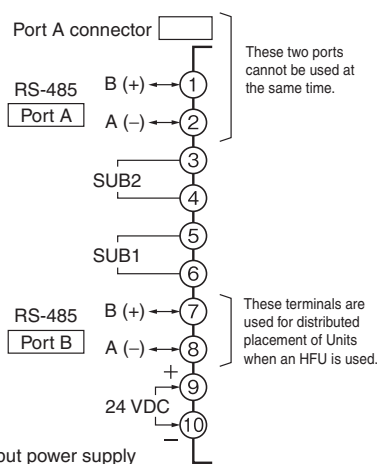 Port A connector
These two ports
cannot be used at
the same time.
RS-485
Port A
B (+)
1
A (−)
2
3
SUB2
4
5
SUB1
6
RS-485
Port B
B (+)
7
A (−)
8
These terminals are
used for distributed
placement of Units
when an HFU is used.
+
9
24 VDC
10
−
out power supply